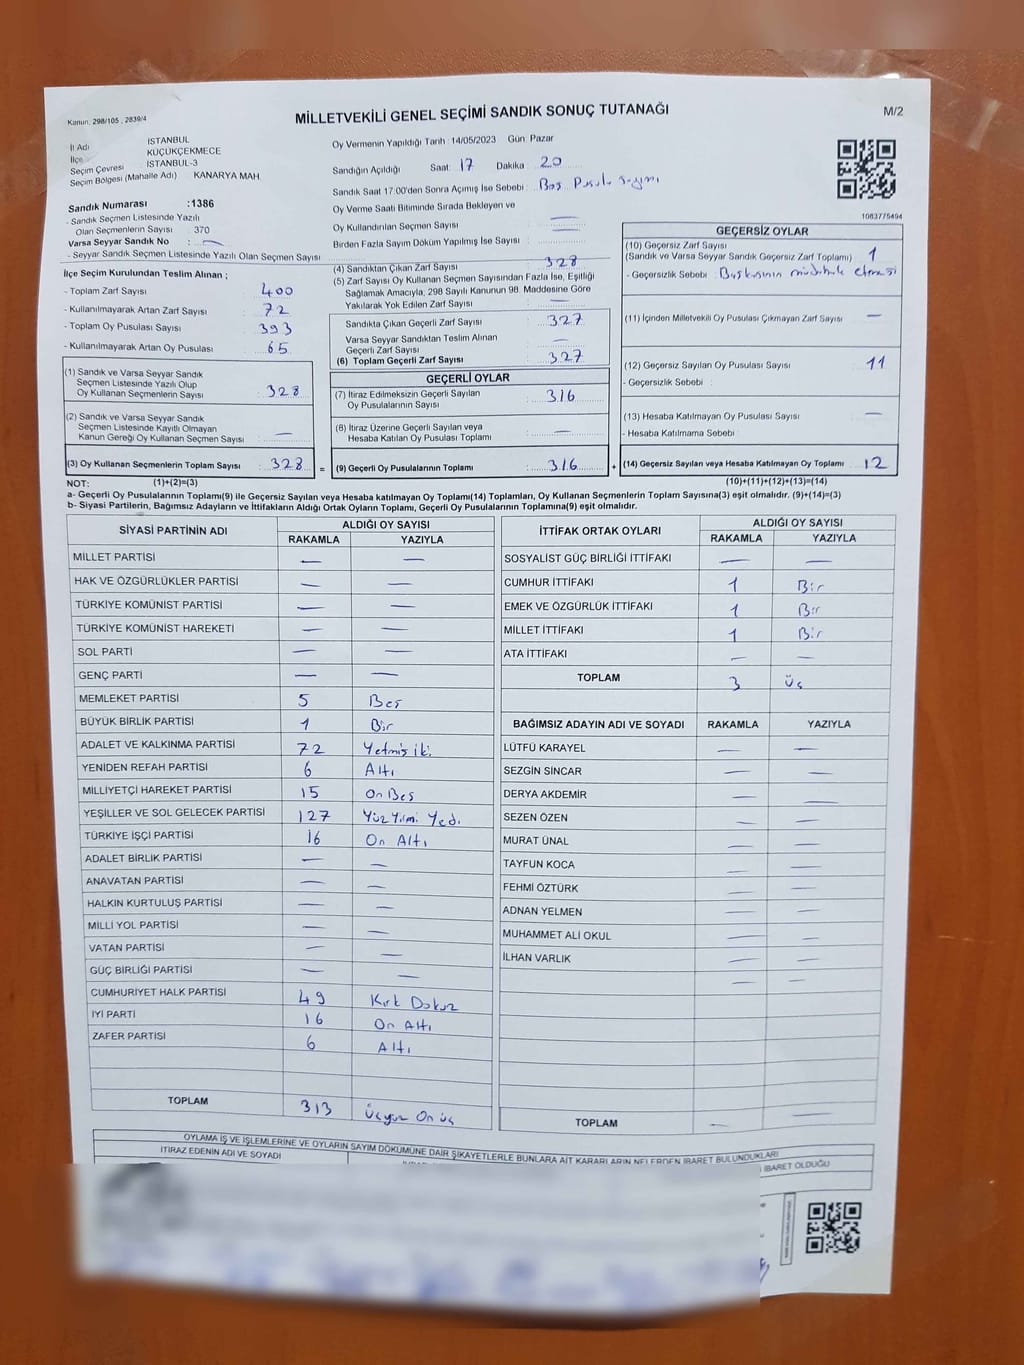 Kanun. 298/105 , 2839/4
MİLLETVEKİLİ GENEL SEÇİMİ SANDIK SONUÇ TUTANAĞI
M/2
İl Adı İSTANBUL
İlçe KÜÇÜKÇEKMECE
Seçim Çevresi İSTANBUL-3
Seçim Bölgesi (Mahalle Adı) KANARYA MAH.
Sandık Numarası :1386
- Sandık Seçmen Listesinde Yazılı
Olan Seçmenlerin Sayısı : 370
Varsa Seyyar Sandık No : —
- Seyyar Sandık Seçmen Listesinde Yazılı Olan Seçmen Sayısı
İlçe Seçim Kurulundan Teslim Alınan ;
- Toplam Zarf Sayısı : 400
- Kullanılmayarak Artan Zarf Sayısı : 72
- Toplam Oy Pusulası Sayısı : 393
- Kullanılmayarak Artan Oy Pusulası : 65
(1) Sandık ve Varsa Seyyar Sandık
Seçmen Listesinde Yazılı Olup
Oy Kullanan Seçmenlerin Sayısı : 328
(2) Sandık ve Varsa Seyyar Sandık
Seçmen Listesinde Kayıtlı Olmayan
Kanun Gereği Oy Kullanan Seçmen Sayısı : —
(3) Oy Kullanan Seçmenlerin Toplam Sayısı : 328
Oy Vermenin Yapıldığı Tarih : 14/05/2023 Gün : Pazar
Sandığın Açıldığı Saat: 17 Dakika : 20
Sandık Saat 17:00'den Sonra Açılmış İse Sebebi : Boş Pusula Sayımı
Oy Verme Saati Bitiminde Sırada Bekleyen ve
Oy Kullandırılan Seçmen Sayısı : —
Birden Fazla Sayım Döküm Yapılmış İse Sayısı : —
(4) Sandıktan Çıkan Zarf Sayısı : 328
(5) Zarf Sayısı Oy Kullanan Seçmen Sayısından Fazla İse, Eşitliği
Sağlamak Amacıyla, 298 Sayılı Kanunun 98. Maddesine Göre
Yakılarak Yok Edilen Zarf Sayısı : —
Sandıkta Çıkan Geçerli Zarf Sayısı : 327
Varsa Seyyar Sandıktan Teslim Alınan
Geçerli Zarf Sayısı : —
(6) Toplam Geçerli Zarf Sayısı : 327
GEÇERLİ OYLAR
(7) İtiraz Edilmeksizin Geçerli Sayılan
Oy Pusulalarının Sayısı : 316
(8) İtiraz Üzerine Geçerli Sayılan veya
Hesaba Katılan Oy Pusulası Toplamı : —
= (9) Geçerli Oy Pusulalarının Toplamı : 316
1083775494
GEÇERSİZ OYLAR
(10) Geçersiz Zarf Sayısı
(Sandık ve Varsa Seyyar Sandık Geçersiz Zarf Toplamı) : 1
- Geçersizlik Sebebi : Başkasının müdahale etmesi
(11) İçinden Milletvekili Oy Pusulası Çıkmayan Zarf Sayısı : —
(12) Geçersiz Sayılan Oy Pusulası Sayısı : 11
- Geçersizlik Sebebi :
(13) Hesaba Katılmayan Oy Pusulası Sayısı : —
- Hesaba Katılmama Sebebi :
+ (14) Geçersiz Sayılan veya Hesaba Katılmayan Oy Toplamı : 12
NOT: (1)+(2)=(3) (10)+(11)+(12)+(13)=(14)
a- Geçerli Oy Pusulalarının Toplamı(9) ile Geçersiz Sayılan veya Hesaba katılmayan Oy Toplamı(14) Toplamları, Oy Kullanan Seçmenlerin Toplam Sayısına(3) eşit olmalıdır. (9)+(14)=(3)
b- Siyasi Partilerin, Bağımsız Adayların ve İttifakların Aldığı Ortak Oyların Toplamı, Geçerli Oy Pusulalarının Toplamına(9) eşit olmalıdır.
SİYASİ PARTİNİN ADI ALDIĞI OY SAYISI
RAKAMLA YAZIYLA
MİLLET PARTİSİ — —
HAK VE ÖZGÜRLÜKLER PARTİSİ — —
TÜRKİYE KOMÜNİST PARTİSİ — —
TÜRKİYE KOMÜNİST HAREKETİ — —
SOL PARTİ — —
GENÇ PARTİ — —
MEMLEKET PARTİSİ 5 Beş
BÜYÜK BİRLİK PARTİSİ 1 Bir
ADALET VE KALKINMA PARTİSİ 72 Yetmiş iki
YENİDEN REFAH PARTİSİ 6 Altı
MİLLİYETÇİ HAREKET PARTİSİ 15 On Beş
YEŞİLLER VE SOL GELECEK PARTİSİ 127 Yüz Yirmi Yedi
TÜRKİYE İŞÇİ PARTİSİ 16 On Altı
ADALET BİRLİK PARTİSİ — —
ANAVATAN PARTİSİ — —
HALKIN KURTULUŞ PARTİSİ — —
MİLLİ YOL PARTİSİ — —
VATAN PARTİSİ — —
GÜÇ BİRLİĞİ PARTİSİ — —
CUMHURİYET HALK PARTİSİ 49 Kırk Dokuz
İYİ PARTİ 16 On Altı
ZAFER PARTİSİ 6 Altı
TOPLAM 313 Üçyüz On üç
İTTİFAK ORTAK OYLARI ALDIĞI OY SAYISI
RAKAMLA YAZIYLA
SOSYALİST GÜÇ BİRLİĞİ İTTİFAKI — —
CUMHUR İTTİFAKI 1 Bir
EMEK VE ÖZGÜRLÜK İTTİFAKI 1 Bir
MİLLET İTTİFAKI 1 Bir
ATA İTTİFAKI — —
TOPLAM 3 Üç
BAĞIMSIZ ADAYIN ADI VE SOYADI RAKAMLA YAZIYLA
LÜTFÜ KARAYEL — —
SEZGİN SİNCAR — —
DERYA AKDEMİR — —
SEZEN ÖZEN — —
MURAT ÜNAL — —
TAYFUN KOCA — —
FEHMİ ÖZTÜRK — —
ADNAN YELMEN — —
MUHAMMET ALİ OKUL — —
İLHAN VARLIK — —
— —
TOPLAM — —
OYLAMA İŞ VE İŞLEMLERİNE VE OYLARIN SAYIM DÖKÜMÜNE DAİR ŞİKAYETLERLE BUNLARA AİT KARARLARIN NELERDEN İBARET BULUNDUKLARI
İTİRAZ EDENİN ADI VE SOYADI
İBARET OLDUĞU